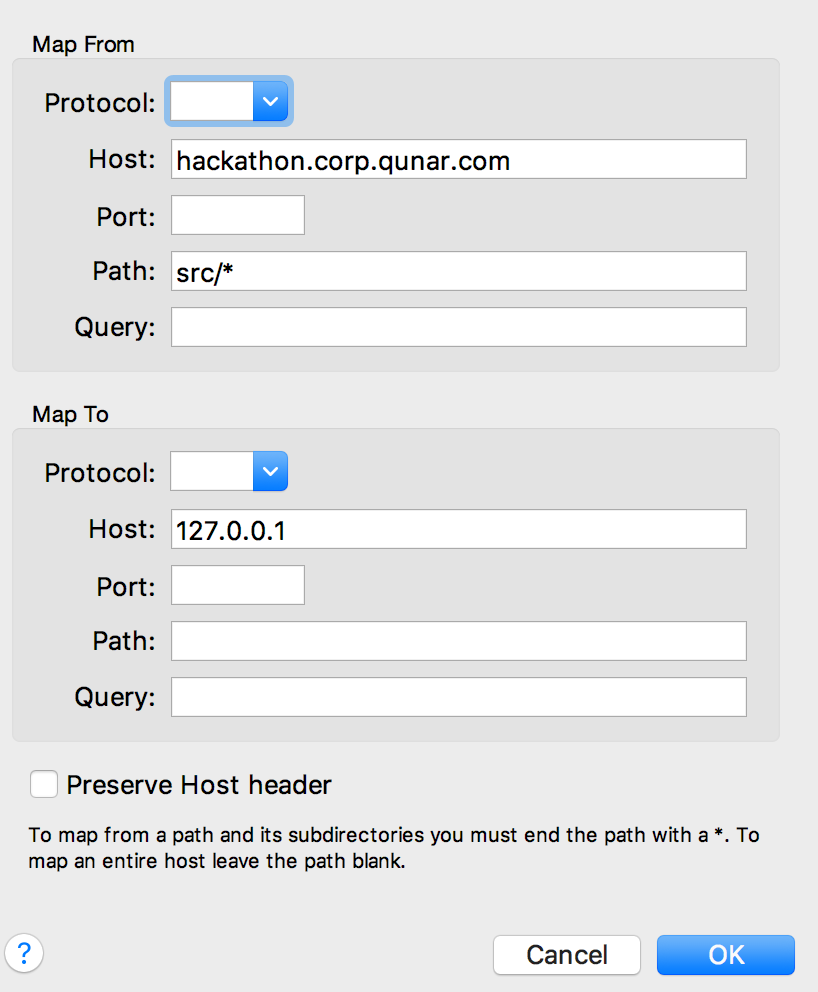 Map From
Protocol:
Host: hackathon.corp.qunar.com
Port:
Path: src/*
Query:
Map To
Protocol:
Host: 127.0.0.1
Port:
Path:
Query:
Preserve Host header
To map from a path and its subdirectories you must end the path with a *. To
map an entire host leave the path blank.
? Cancel OK